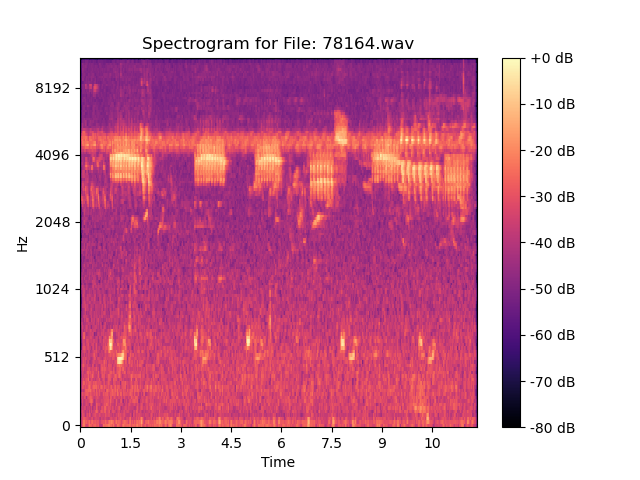 Spectrogram for File: 78164.wav
8192
4096
2048
1024
512
0
Hz
0 1.5 3 4.5 6 7.5 9 10
Time
+0 dB
-10 dB
-20 dB
-30 dB
-40 dB
-50 dB
-60 dB
-70 dB
-80 dB